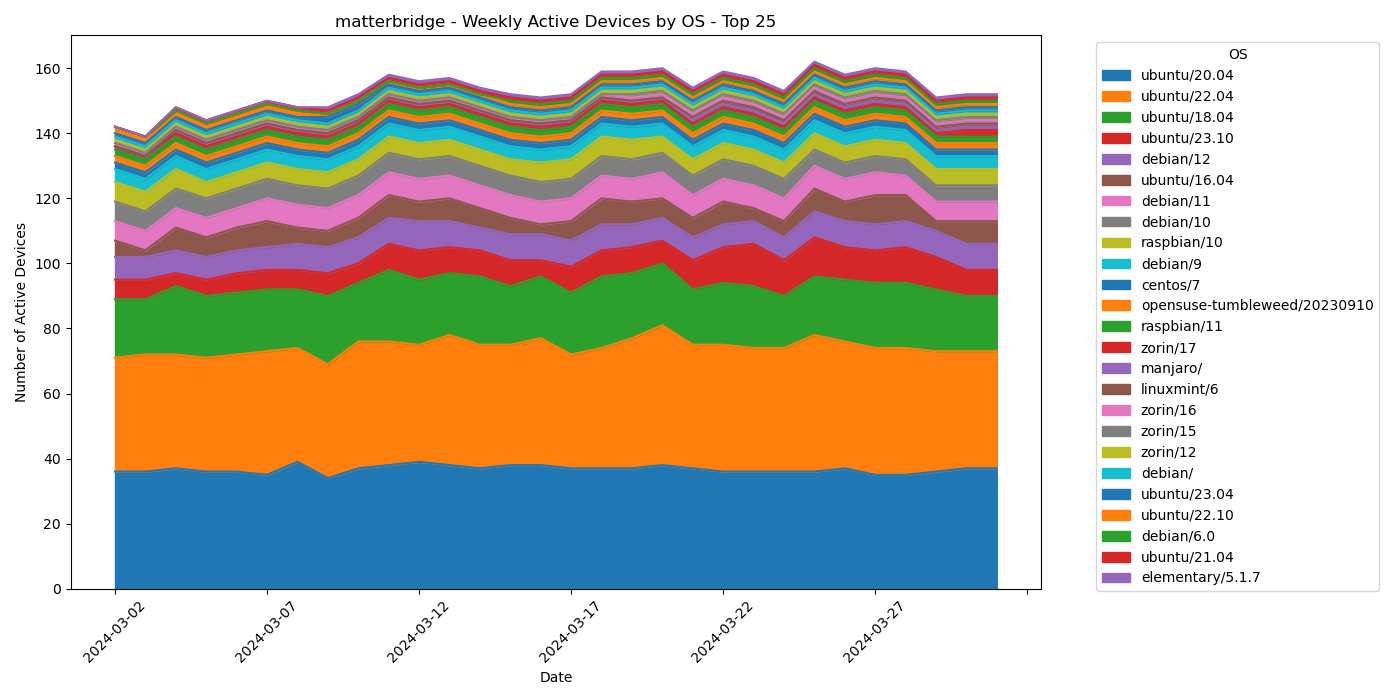 matterbridge - Weekly Active Devices by OS - Top 25
Number of Active Devices
160
140
120
100
80
60
40
20
0
2024-03-02
2024-03-07
2024-03-12
2024-03-17
2024-03-22
2024-03-27
Date
OS
ubuntu/20.04
ubuntu/22.04
ubuntu/18.04
ubuntu/23.10
debian/12
ubuntu/16.04
debian/11
debian/10
raspbian/10
debian/9
centos/7
opensuse-tumbleweed/20230910
raspbian/11
zorin/17
manjaro/
linuxmint/6
zorin/16
zorin/15
zorin/12
debian/
ubuntu/23.04
ubuntu/22.10
debian/6.0
ubuntu/21.04
elementary/5.1.7